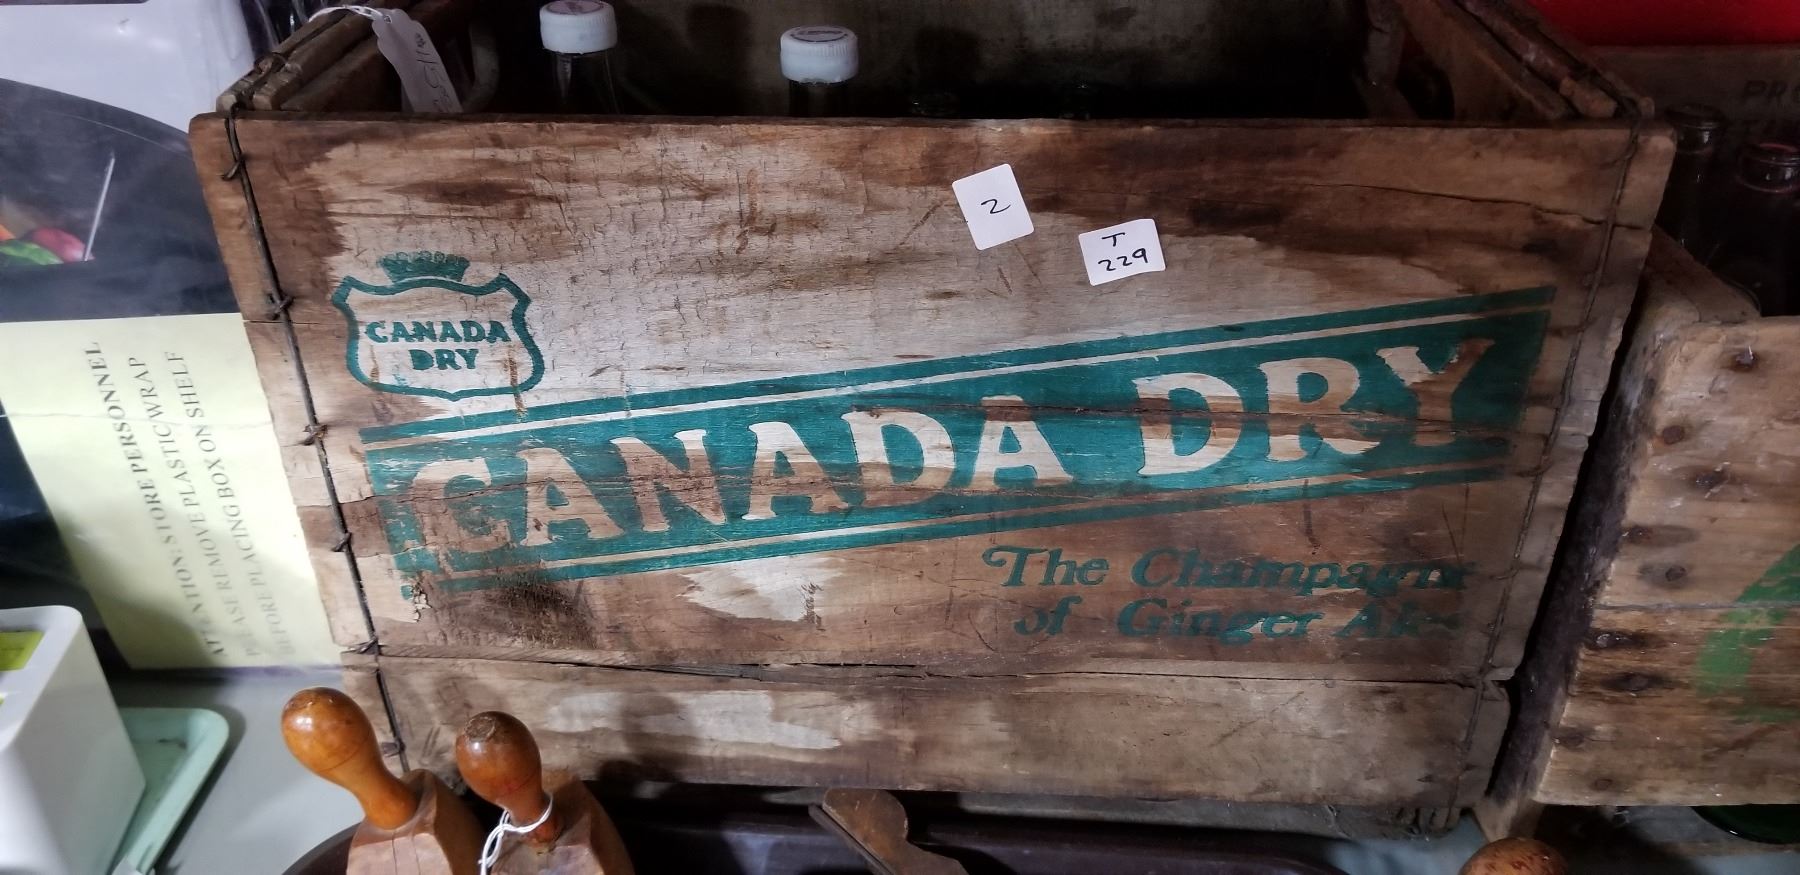 2
T
229
CANADA
DRY
CANADA DRY
The Champagne
of Ginger Ale
ATTENTION: STORE PERSONNEL
PLEASE REMOVE PLASTIC WRAP
BEFORE PLACING BOX ON SHELF